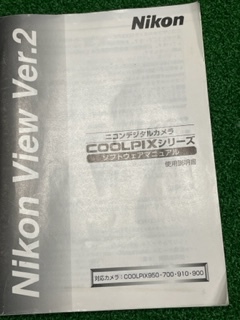 Nikon
Nikon View Ver.2
ニコンデジタルカメラ
COOLPIXシリーズ
ソフトウェアマニュアル
使用説明書
対応カメラ：COOLPIX950・700・910・900